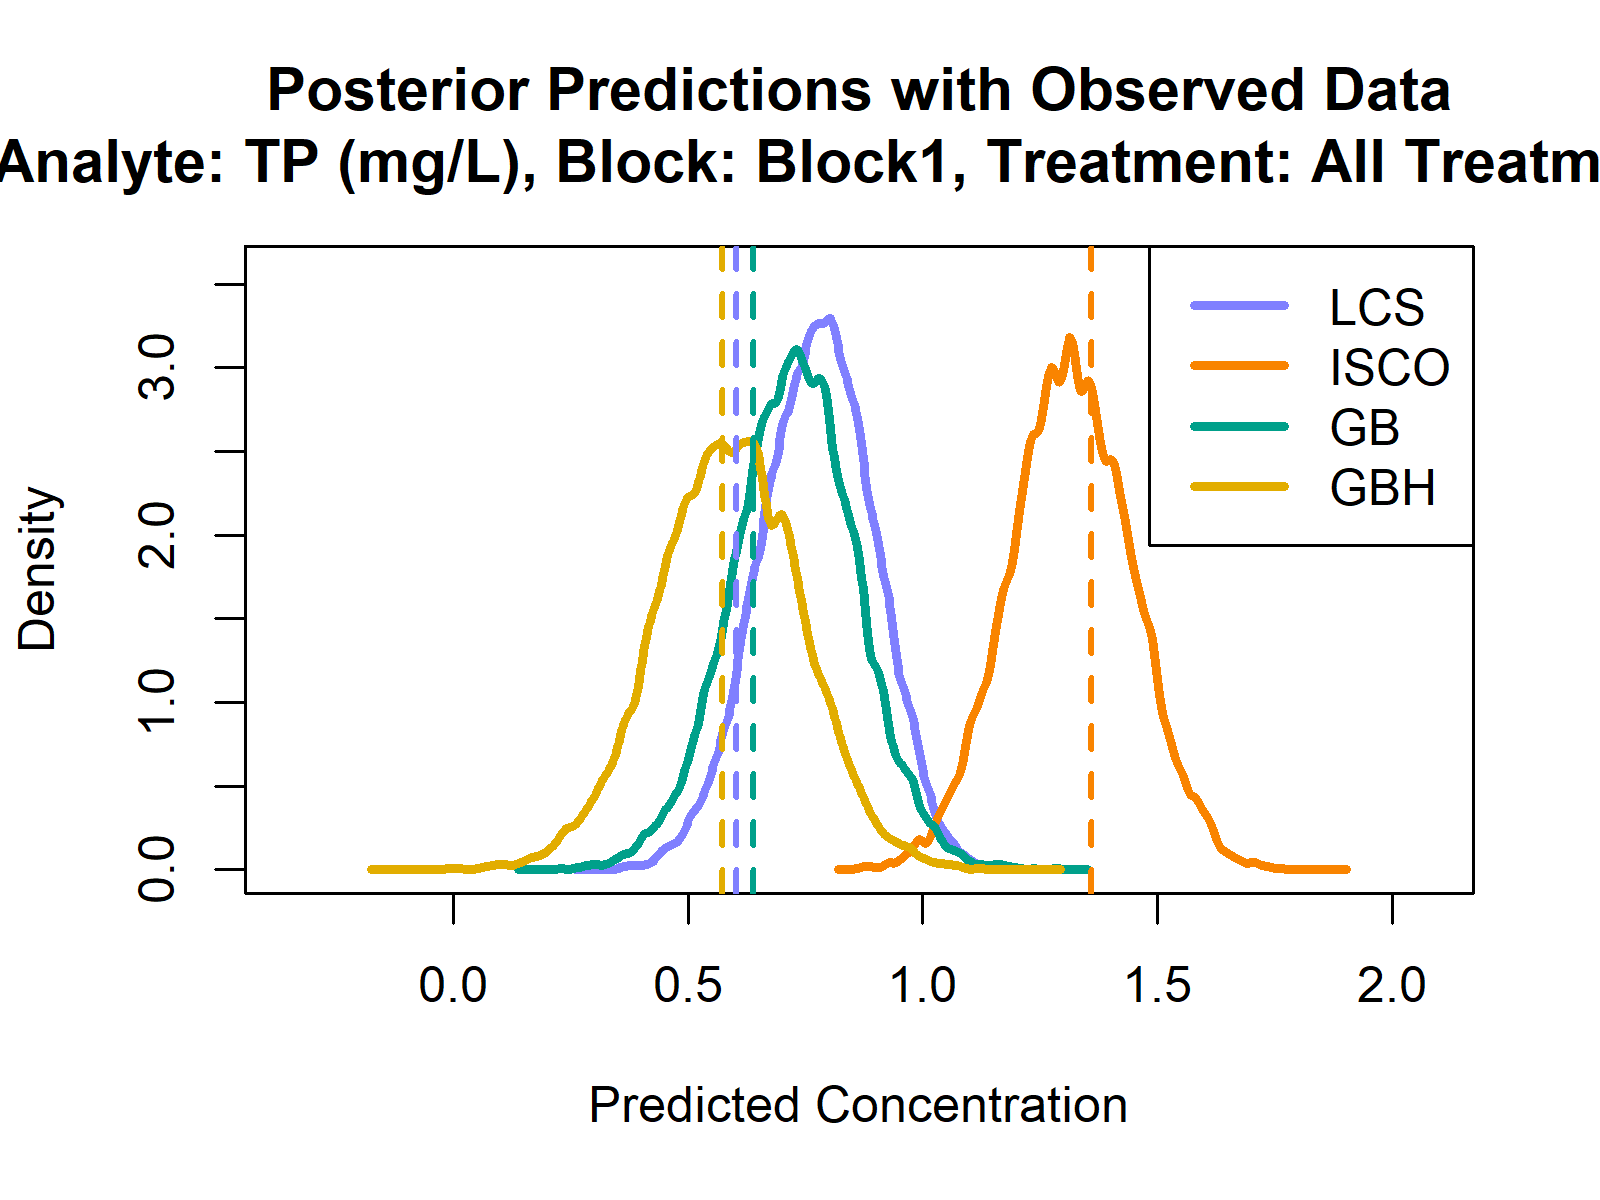 Posterior Predictions with Observed Data
Analyte: TP (mg/L), Block: Block1, Treatment: All Treatm
LCS
ISCO
GB
GBH
Density
3.0
2.0
1.0
0.0
0.0 0.5 1.0 1.5 2.0
Predicted Concentration